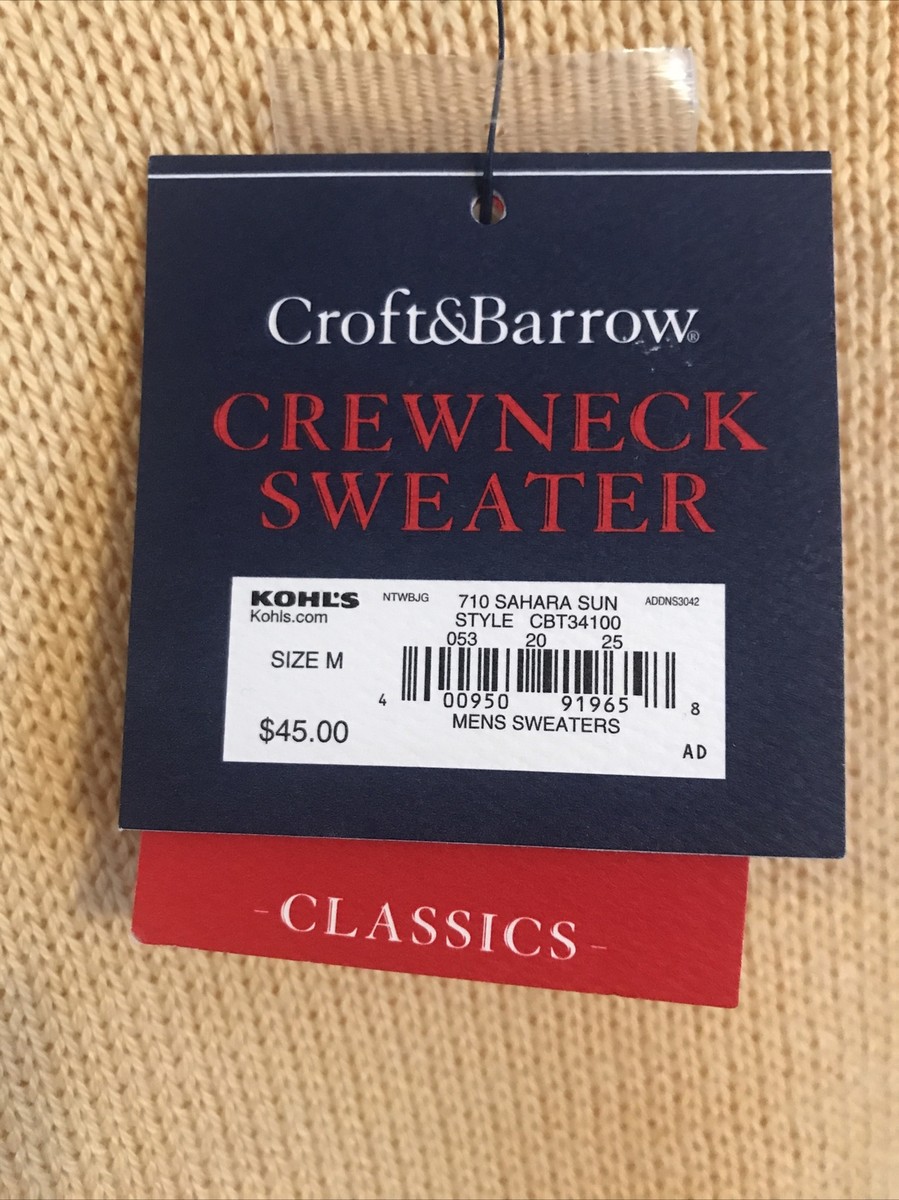 Croft&Barrow®
CREWNECK
SWEATER
KOHL'S NTWBJG 710 SAHARA SUN ADDNS3042
Kohls.com STYLE CBT34100
053 20 25
SIZE M
4 00950 91965 8
MENS SWEATERS
$45.00
AD
-CLASSICS-